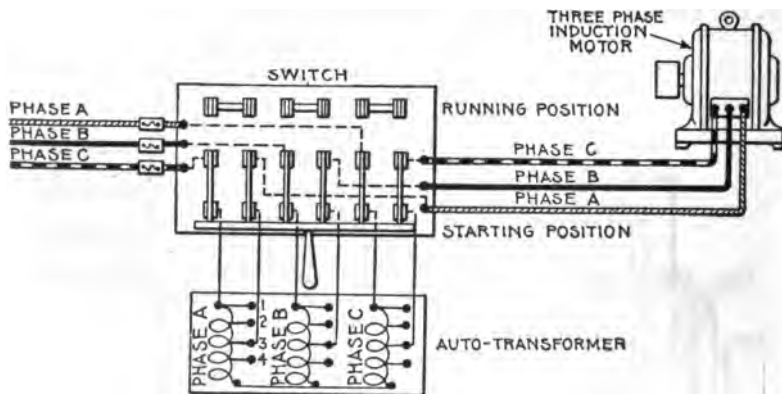 THREE PHASE
INDUCTION
MOTOR
SWITCH
PHASE A
PHASE B
PHASE C
RUNNING POSITION
PHASE C
PHASE B
PHASE A
STARTING POSITION
PHASE A
1
2
3
4
PHASE B
PHASE C
AUTO-TRANSFORMER